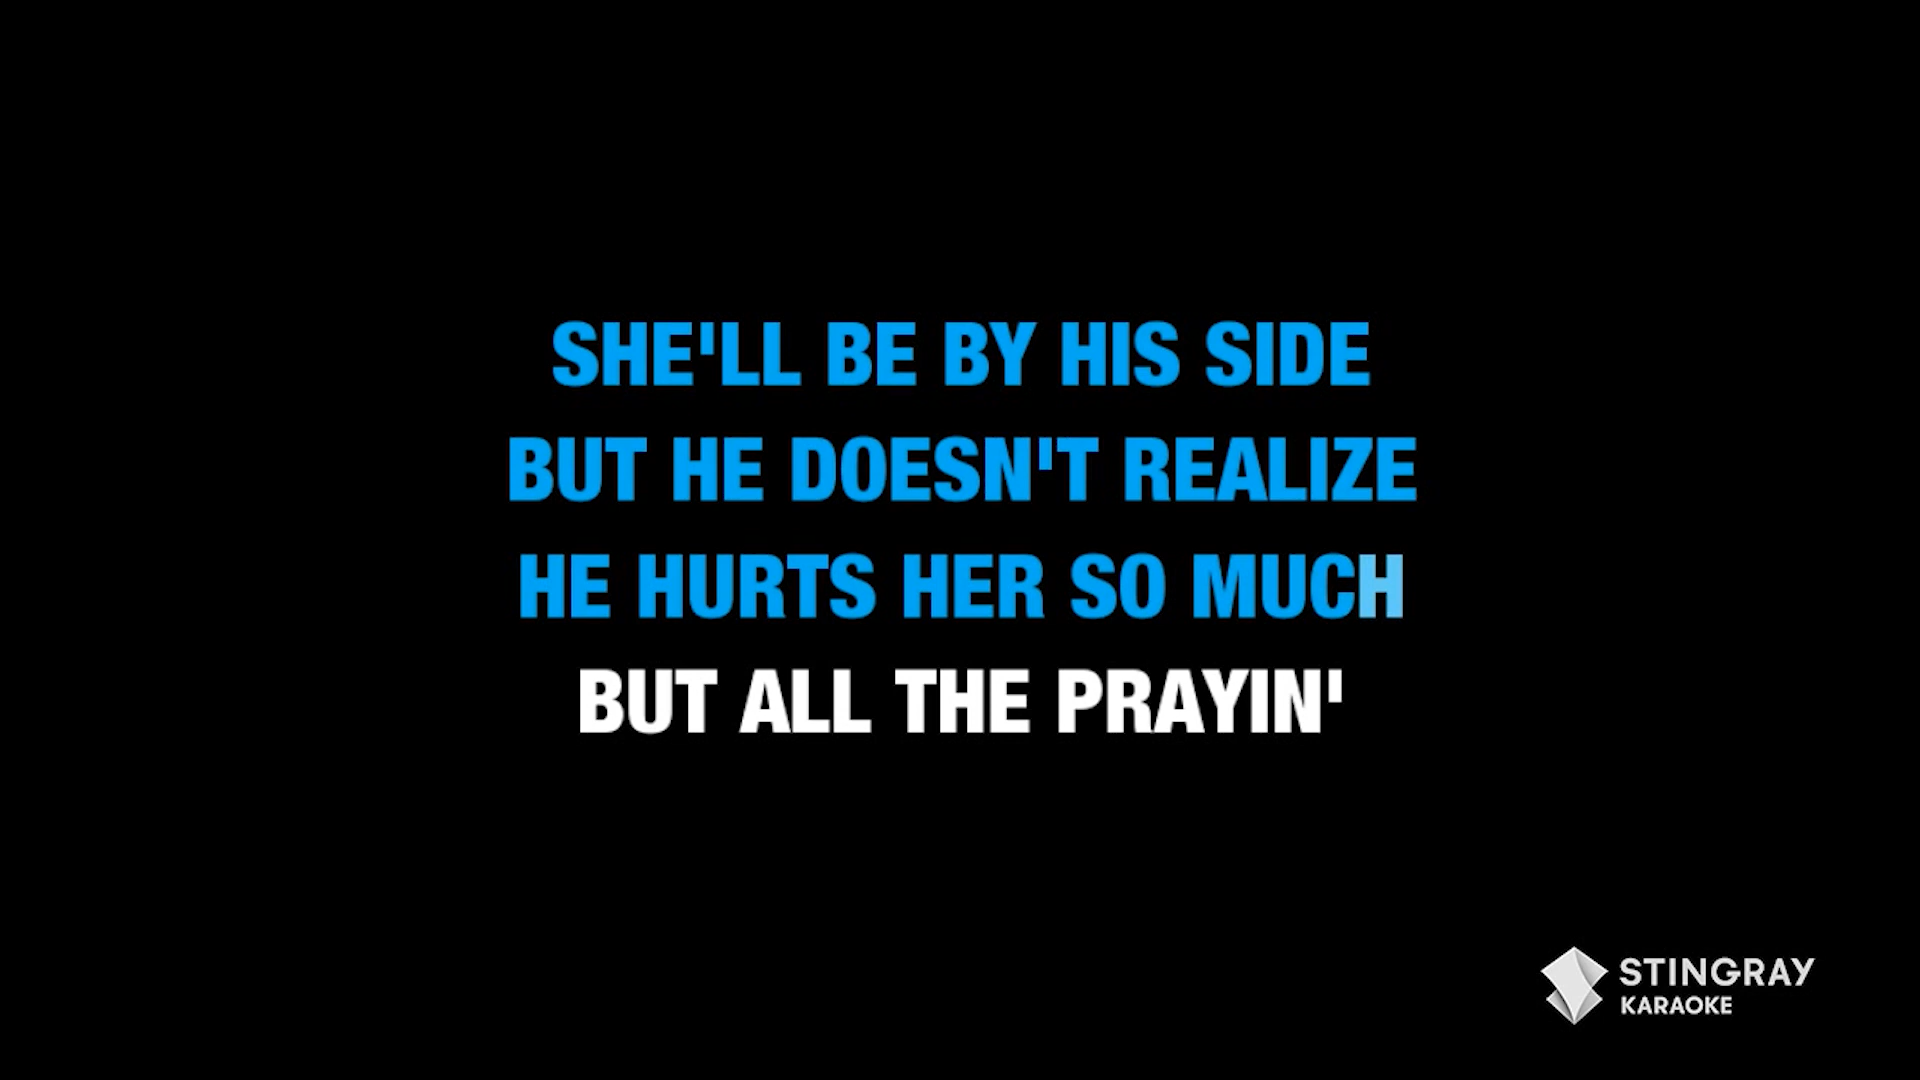 SHE'LL BE BY HIS SIDE
BUT HE DOESN'T REALIZE
HE HURTS HER SO MUCH
BUT ALL THE PRAYIN'
STINGRAY
KARAOKE